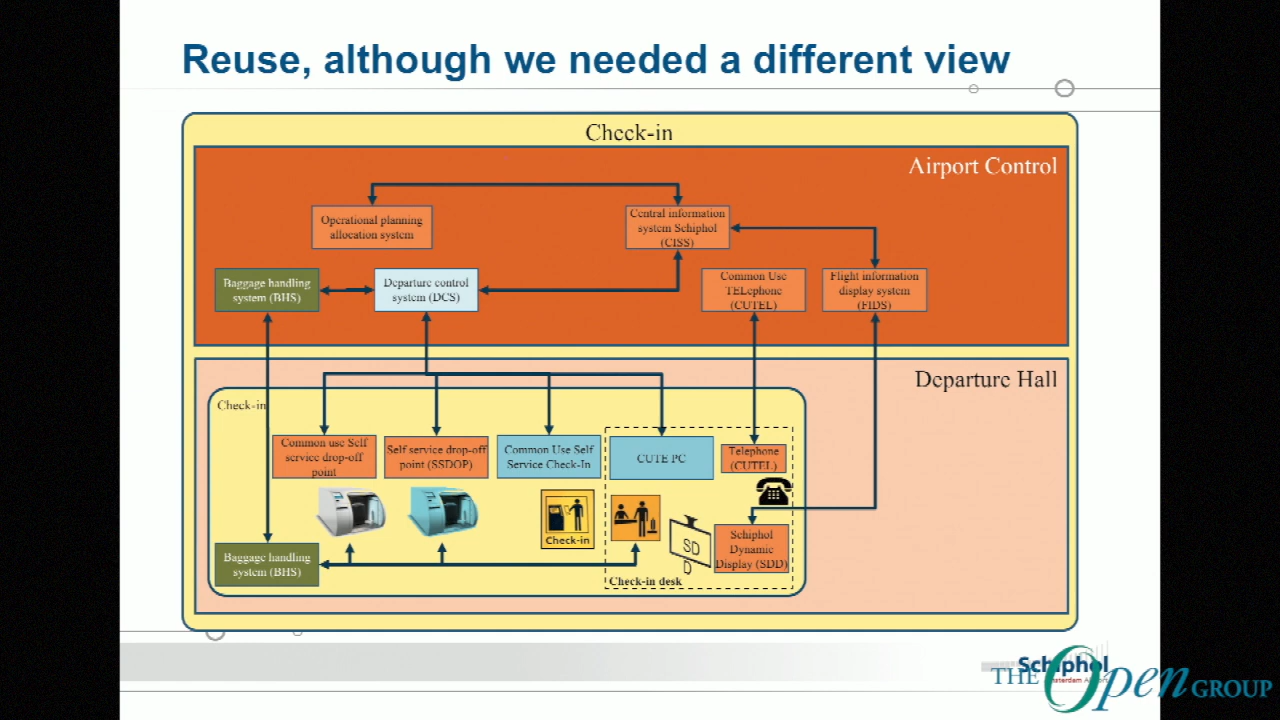 Reuse, although we needed a different view
Check-in
Airport Control
Operational planning
allocation system
Central information
system Schiphol
(CISS)
Baggage handling
system (BHS)
Departure control
system (DCS)
Common Use
TELephone
(CUTEL)
Flight information
display system
(FIDS)
Departure Hall
Check-in
Common use Self
service drop-off
point
Self service drop-off
point (SSDOP)
Common Use Self
Service Check-In
CUTE PC
Telephone
(CUTEL)
Check-in
SD
D
Schiphol
Dynamic
Display (SDD)
Baggage handling
system (BHS)
Check-in desk
Schiphol
Amsterdam Airport
THE Open GROUP